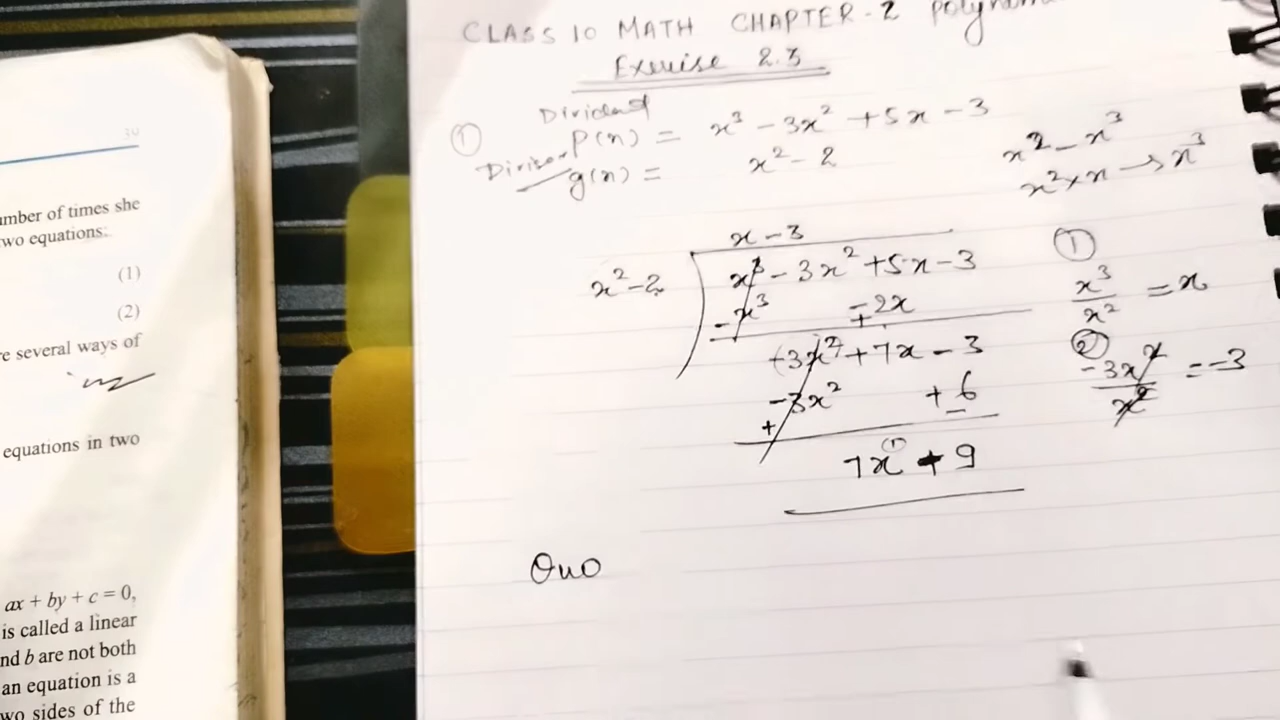 umber of times she
wo equations:
(1)
(2)
re several ways of
equations in two
ax + by + c = 0,
is called a linear
nd b are not both
an equation is a
wo sides of the
CLASS 10 MATH CHAPTER-2 Polynom
Exercise 2.3
Dividend
① P(x) = x³ - 3x² + 5x - 3
Divisor g(x) = x² - 2
x² - x³
x² × x → x³
x - 3
x² - 2 x³ - 3x² + 5x - 3
- x³ - 2x
+
- 3x² + 7x - 3
- 3x² + 6
+ -
7x⁽¹⁾ - 9
①
x³/x² = x
②
-3x²/x² = -3
Quo